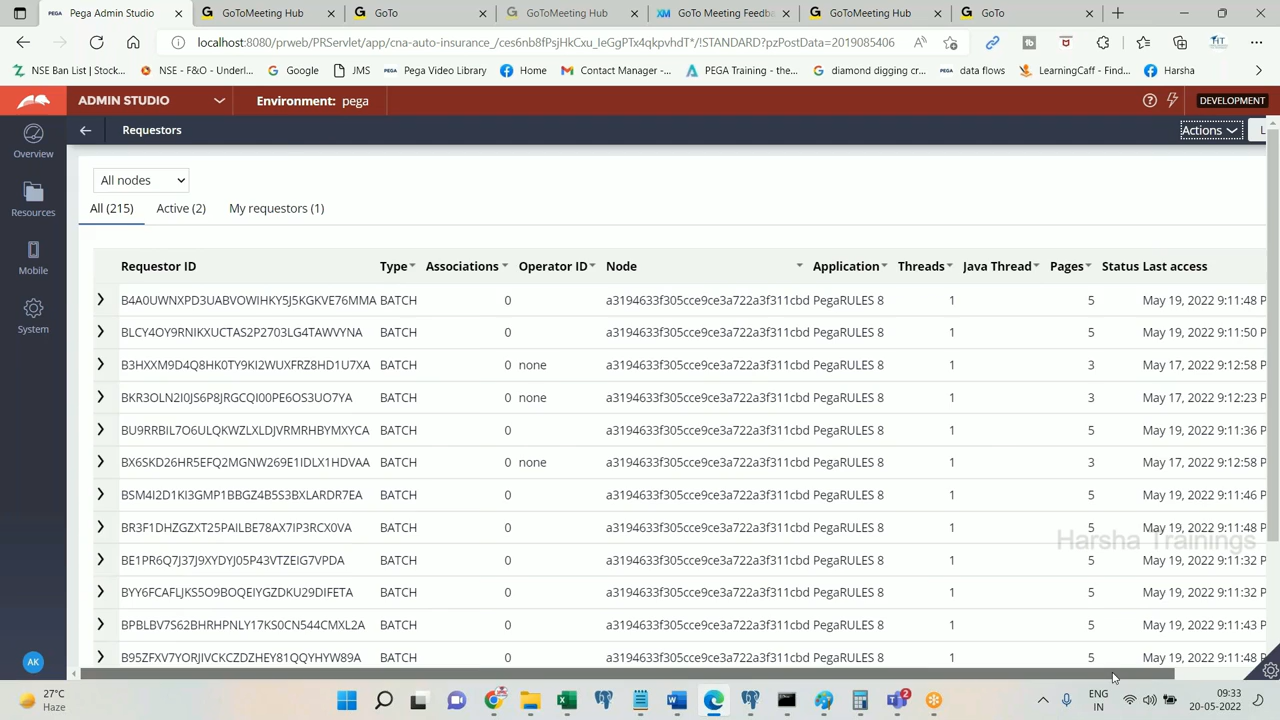 Pega Admin Studio
GoToMeeting Hub
GoTo
GoToMeeting Hub
GoTo Meeting Feedba
GoToMeeting Hub
GoTo
localhost:8080/prweb/PRServlet/app/cna-auto-insurance_/ces6nb8fPsjHkCxu_IeGgPTx4qkpvhdT*/!STANDARD?pzPostData=2019085406
NSE Ban List | Stock...
NSE - F&O - Underl...
Google
JMS
Pega Video Library
Home
Contact Manager -...
PEGA Training - the...
diamond digging cr...
data flows
LearningCaff - Find...
Harsha
ADMIN STUDIO
Environment: pega
DEVELOPMENT
Requestors
Actions
Overview
Resources
Mobile
System
AK
All nodes
All (215) Active (2) My requestors (1)
Requestor ID Type Associations Operator ID Node Application Threads Java Thread Pages Status Last access
B4A0UWNXPD3UABVOWIHKY5J5KGKVE76MMA BATCH 0 a3194633f305cce9ce3a722a3f311cbd PegaRULES 8 1 5 May 19, 2022 9:11:48 P
BLCY4OY9RNIKXUCTAS2P2703LG4TAWVYNA BATCH 0 a3194633f305cce9ce3a722a3f311cbd PegaRULES 8 1 5 May 19, 2022 9:11:50 P
B3HXXM9D4Q8HK0TY9KI2WUXFRZ8HD1U7XA BATCH 0 none a3194633f305cce9ce3a722a3f311cbd PegaRULES 8 1 3 May 17, 2022 9:12:58 P
BKR3OLN2I0JS6P8JRGCQI00PE6OS3UO7YA BATCH 0 none a3194633f305cce9ce3a722a3f311cbd PegaRULES 8 1 3 May 17, 2022 9:12:23 P
BU9RRBIL7O6ULQKWZLXLDJVRMRHBYMXYCA BATCH 0 a3194633f305cce9ce3a722a3f311cbd PegaRULES 8 1 5 May 19, 2022 9:11:36 P
BX6SKD26HR5EFQ2MGNW269E1IDLX1HDVAA BATCH 0 none a3194633f305cce9ce3a722a3f311cbd PegaRULES 8 1 3 May 17, 2022 9:12:58 P
BSM4I2D1KI3GMP1BBGZ4B5S3BXLARDR7EA BATCH 0 a3194633f305cce9ce3a722a3f311cbd PegaRULES 8 1 5 May 19, 2022 9:11:46 P
BR3F1DHZGZXT25PAILBE78AX7IP3RCX0VA BATCH 0 a3194633f305cce9ce3a722a3f311cbd PegaRULES 8 1 5 May 19, 2022 9:11:48 P
Harsha Trainings
BE1PR6Q7J37J9XYDYJ05P43VTZEIG7VPDA BATCH 0 a3194633f305cce9ce3a722a3f311cbd PegaRULES 8 1 5 May 19, 2022 9:11:32 P
BYY6FCAFLJKS5O9BOQEIYGZDKU29DIFETA BATCH 0 a3194633f305cce9ce3a722a3f311cbd PegaRULES 8 1 5 May 19, 2022 9:11:32 P
BPBLBV7S62BHRHPNLY17KS0CN544CMXL2A BATCH 0 a3194633f305cce9ce3a722a3f311cbd PegaRULES 8 1 5 May 19, 2022 9:11:43 P
B95ZFXV7YORJIVCKCZDZHEY81QQYHYW89A BATCH 0 a3194633f305cce9ce3a722a3f311cbd PegaRULES 8 1 5 May 19, 2022 9:11:48 P
27°C
Haze
2
ENG
IN
09:33
20-05-2022